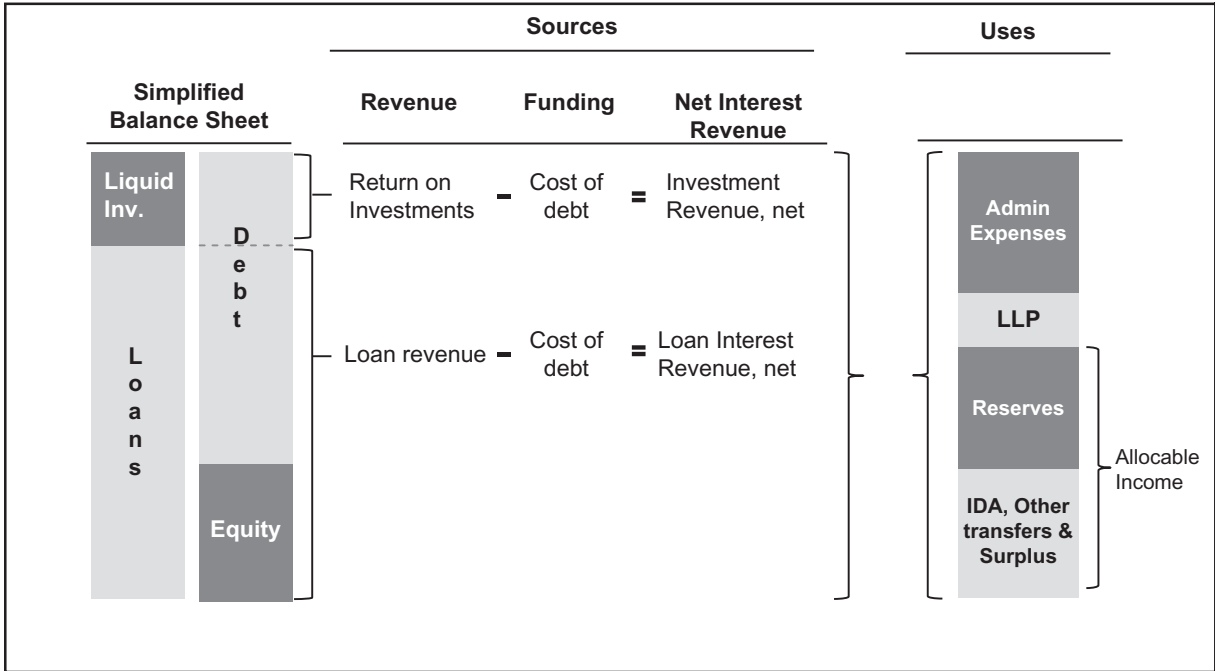 Sources
Uses
Simplified
Balance Sheet
Revenue
Funding
Net Interest
Revenue
Liquid
Inv.
Debt
Return on
Investments
-
Cost of
debt
=
Investment
Revenue, net
Admin
Expenses
LLP
Loans
Loan revenue
-
Cost of
debt
=
Loan Interest
Revenue, net
Reserves
Allocable
Income
Equity
IDA, Other
transfers &
Surplus